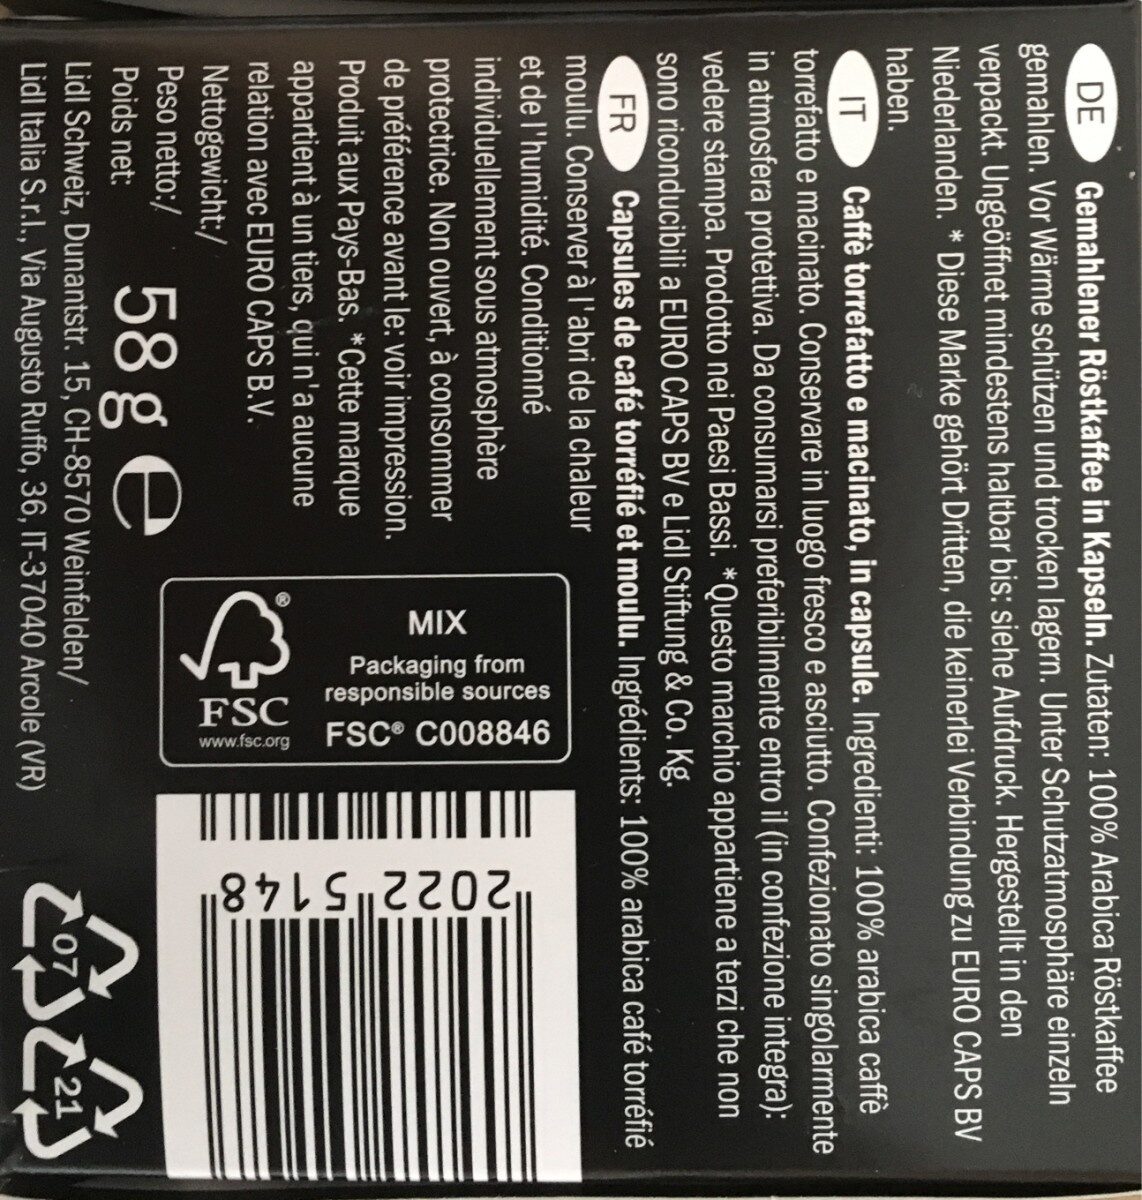 DE Gemahlener Röstkaffee in Kapseln. Zutaten: 100% Arabica Röstkaffee
gemahlen. Vor Wärme schützen und trocken lagern. Unter Schutzatmosphäre einzeln
verpackt. Ungeöffnet mindestens haltbar bis: siehe Aufdruck. Hergestellt in den
Niederlanden. * Diese Marke gehört Dritten, die keinerlei Verbindung zu EURO CAPS BV
haben.
IT Caffè torrefatto e macinato, in capsule. Ingredienti: 100% arabica caffè
torrefatto e macinato. Conservare in luogo fresco e asciutto. Confezionato singolarmente
in atmosfera protettiva. Da consumarsi preferibilmente entro il (in confezione integra):
vedere stampa. Prodotto nei Paesi Bassi. *Questo marchio appartiene a terzi che non
sono riconducibili a EURO CAPS BV e Lidl Stiftung & Co. Kg.
FR Capsules de café torréfié et moulu. Ingrédients: 100% arabica café torréfié
moulu. Conserver à l'abri de la chaleur
et de l'humidité. Conditionné
individuellement sous atmosphère
protectrice. Non ouvert, à consommer
de préférence avant le: voir impression.
Produit aux Pays-Bas. *Cette marque
appartient à un tiers, qui n'a aucune
relation avec EURO CAPS B.V.
Nettogewicht:/
Peso netto:/
Poids net:
58 g e
Lidl Schweiz, Dunantstr. 15, CH-8570 Weinfelden/
Lidl Italia S.r.l., Via Augusto Ruffo, 36, IT-37040 Arcole (VR)
®
FSC
www.fsc.org
MIX
Packaging from
responsible sources
FSC® C008846
2022 5148
07
21